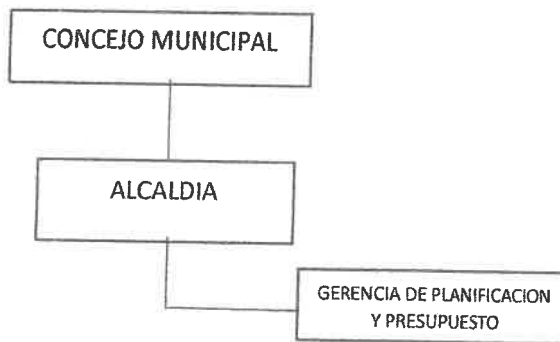 CONCEJO MUNICIPAL
ALCALDIA
GERENCIA DE PLANIFICACION
Y PRESUPUESTO